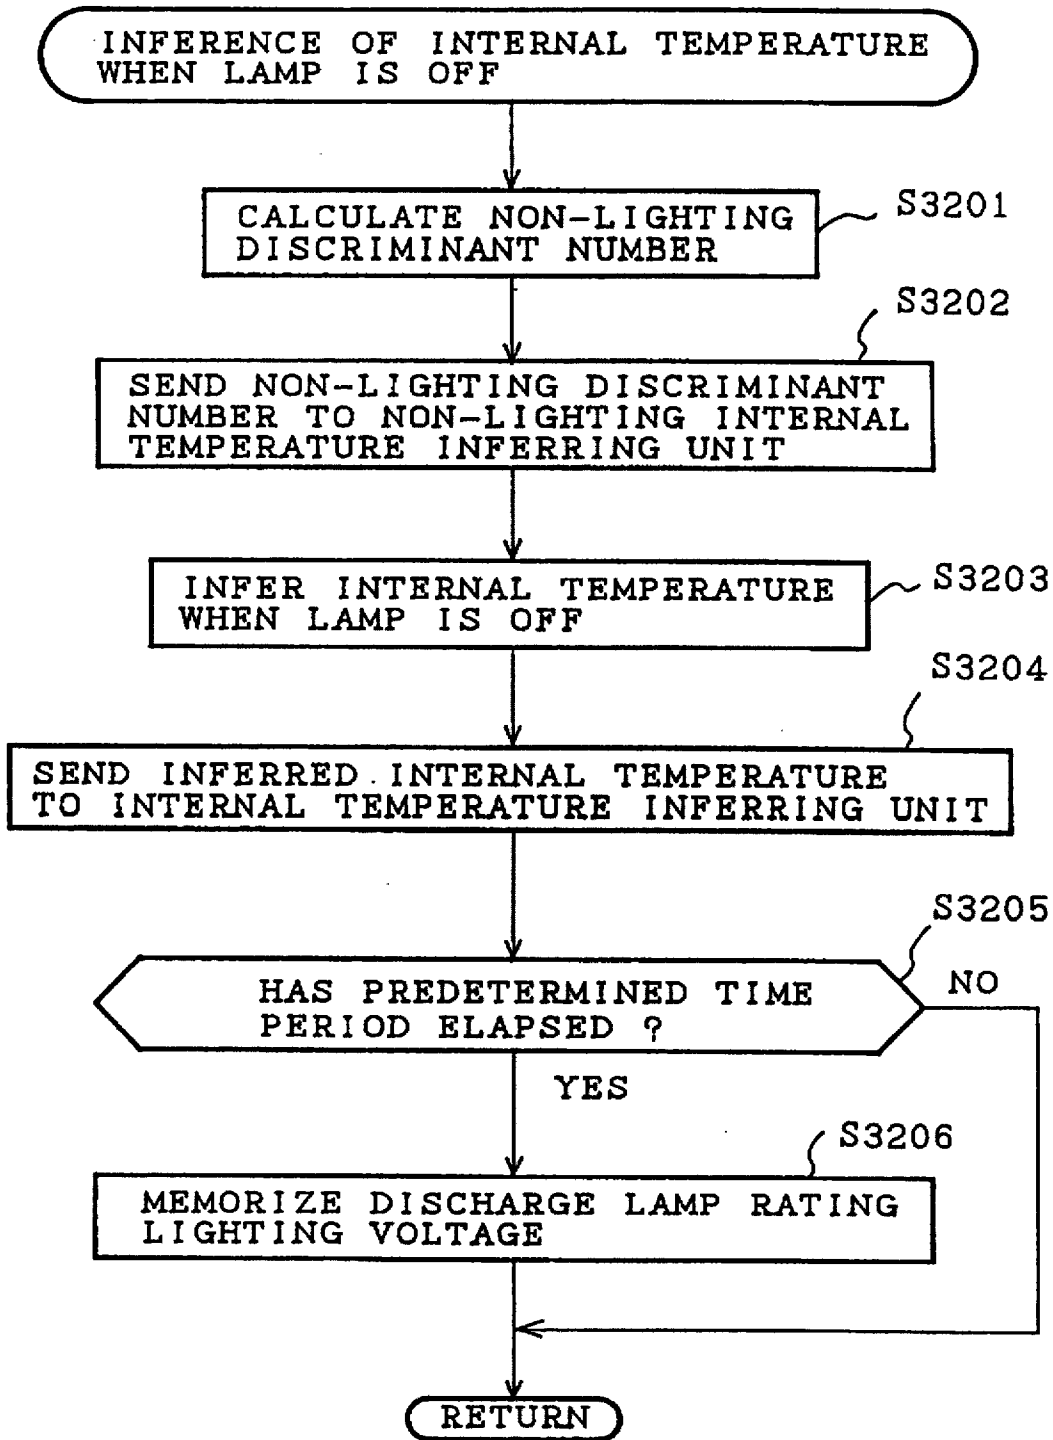 INFERENCE OF INTERNAL TEMPERATURE
WHEN LAMP IS OFF
CALCULATE NON-LIGHTING
DISCRIMINANT NUMBER
S3201
S3202
SEND NON-LIGHTING DISCRIMINANT
NUMBER TO NON-LIGHTING INTERNAL
TEMPERATURE INFERRING UNIT
INFER INTERNAL TEMPERATURE
WHEN LAMP IS OFF
S3203
S3204
SEND INFERRED INTERNAL TEMPERATURE
TO INTERNAL TEMPERATURE INFERRING UNIT
S3205
HAS PREDETERMINED TIME
PERIOD ELAPSED ?
NO
YES
S3206
MEMORIZE DISCHARGE LAMP RATING
LIGHTING VOLTAGE
RETURN